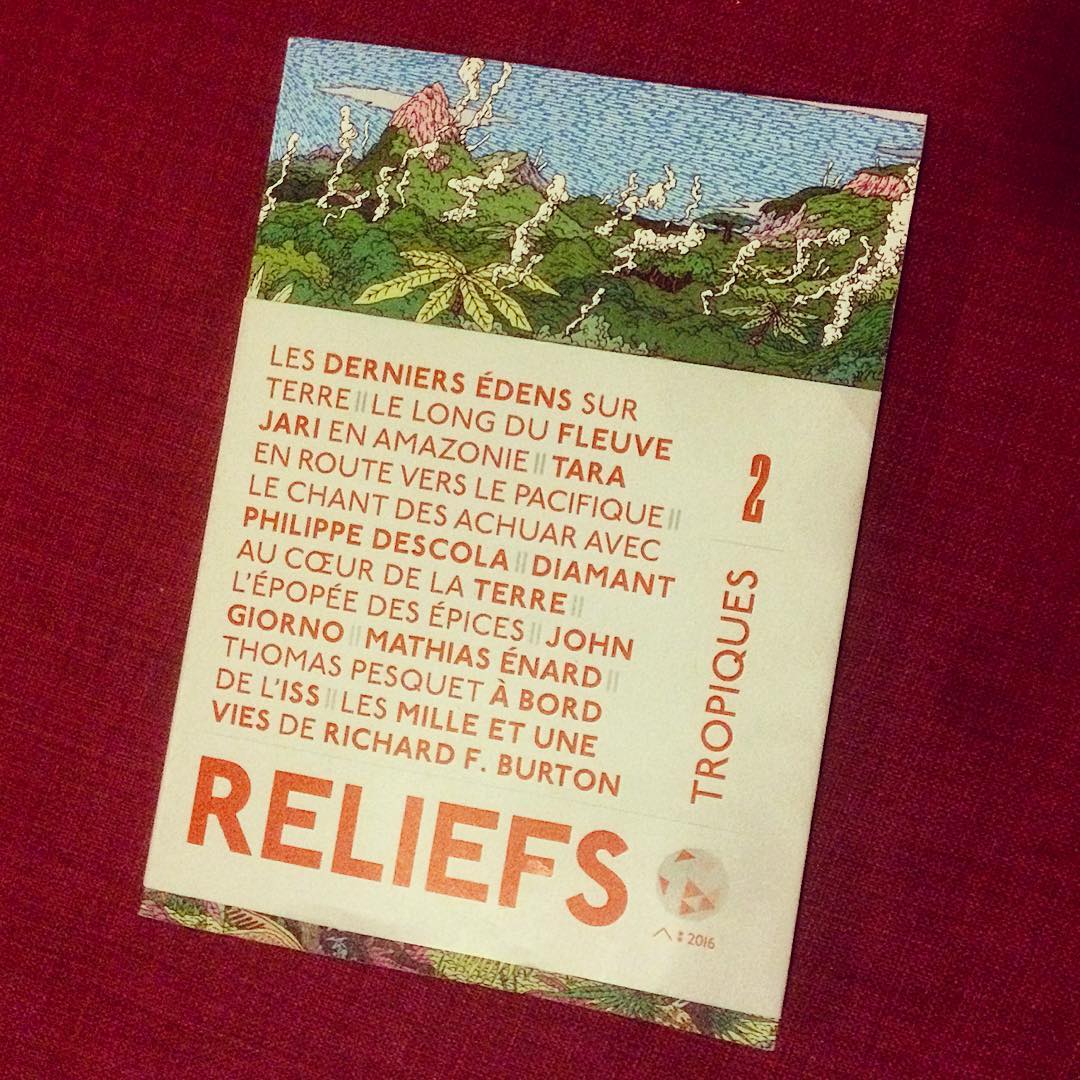 LES DERNIERS ÉDENS SUR
TERRE || LE LONG DU FLEUVE
JARI EN AMAZONIE || TARA
EN ROUTE VERS LE PACIFIQUE ||
LE CHANT DES ACHUAR AVEC
PHILIPPE DESCOLA || DIAMANT
AU CŒUR DE LA TERRE ||
L'ÉPOPÉE DES ÉPICES || JOHN
GIORNO || MATHIAS ÉNARD ||
THOMAS PESQUET À BORD
DE L'ISS || LES MILLE ET UNE
VIES DE RICHARD F. BURTON
2
TROPIQUES
RELIEFS
2016